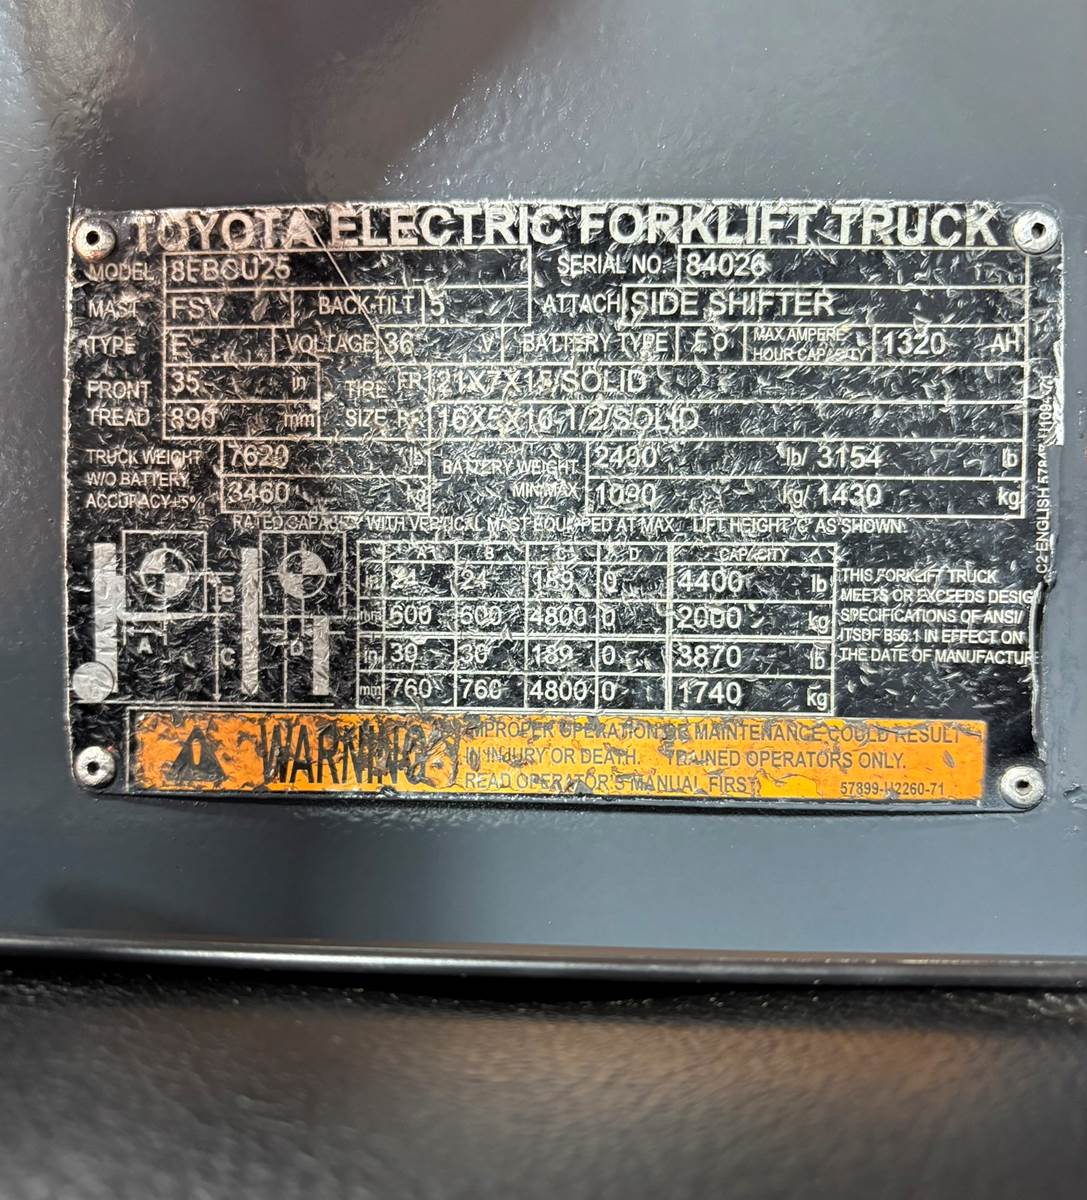 TOYOTA ELECTRIC FORKLIFT TRUCK
MODEL 8FBCU25 SERIAL NO. 84026
MAST FSV BACK-TILT 5 ATTACH SIDE SHIFTER
TYPE E VOLTAGE 36 V BATTERY TYPE EO MAX AMPERE HOUR CAPACITY 1320 AH
FRONT TREAD 35 in TIRE SIZE FR 21X7X15/SOLID
890 mm RR 16X5X10-1/2/SOLID
TRUCK WEIGHT W/O BATTERY ACCURACY±5% 7620 lb BATTERY WEIGHT MIN/MAX 2400 lb/ 3154 lb
3460 kg 1090 kg/ 1430 kg
RATED CAPACITY WITH VERTICAL MAST EQUIPPED AT MAX. LIFT HEIGHT "C" AS SHOWN
A B C D CAPACITY
in 24 24 189 0 4400 lb
mm 600 600 4800 0 2000 kg
in 30 30 189 0 3870 lb
mm 760 760 4800 0 1740 kg
A B C D
THIS FORKLIFT TRUCK
MEETS OR EXCEEDS DESIG
SPECIFICATIONS OF ANSI/
ITSDF B56.1 IN EFFECT ON
THE DATE OF MANUFACTUR
WARNING
IMPROPER OPERATION OR MAINTENANCE COULD RESULT
IN INJURY OR DEATH. TRAINED OPERATORS ONLY.
READ OPERATOR'S MANUAL FIRST.
57899-U2260-71
C2 ENGLISH